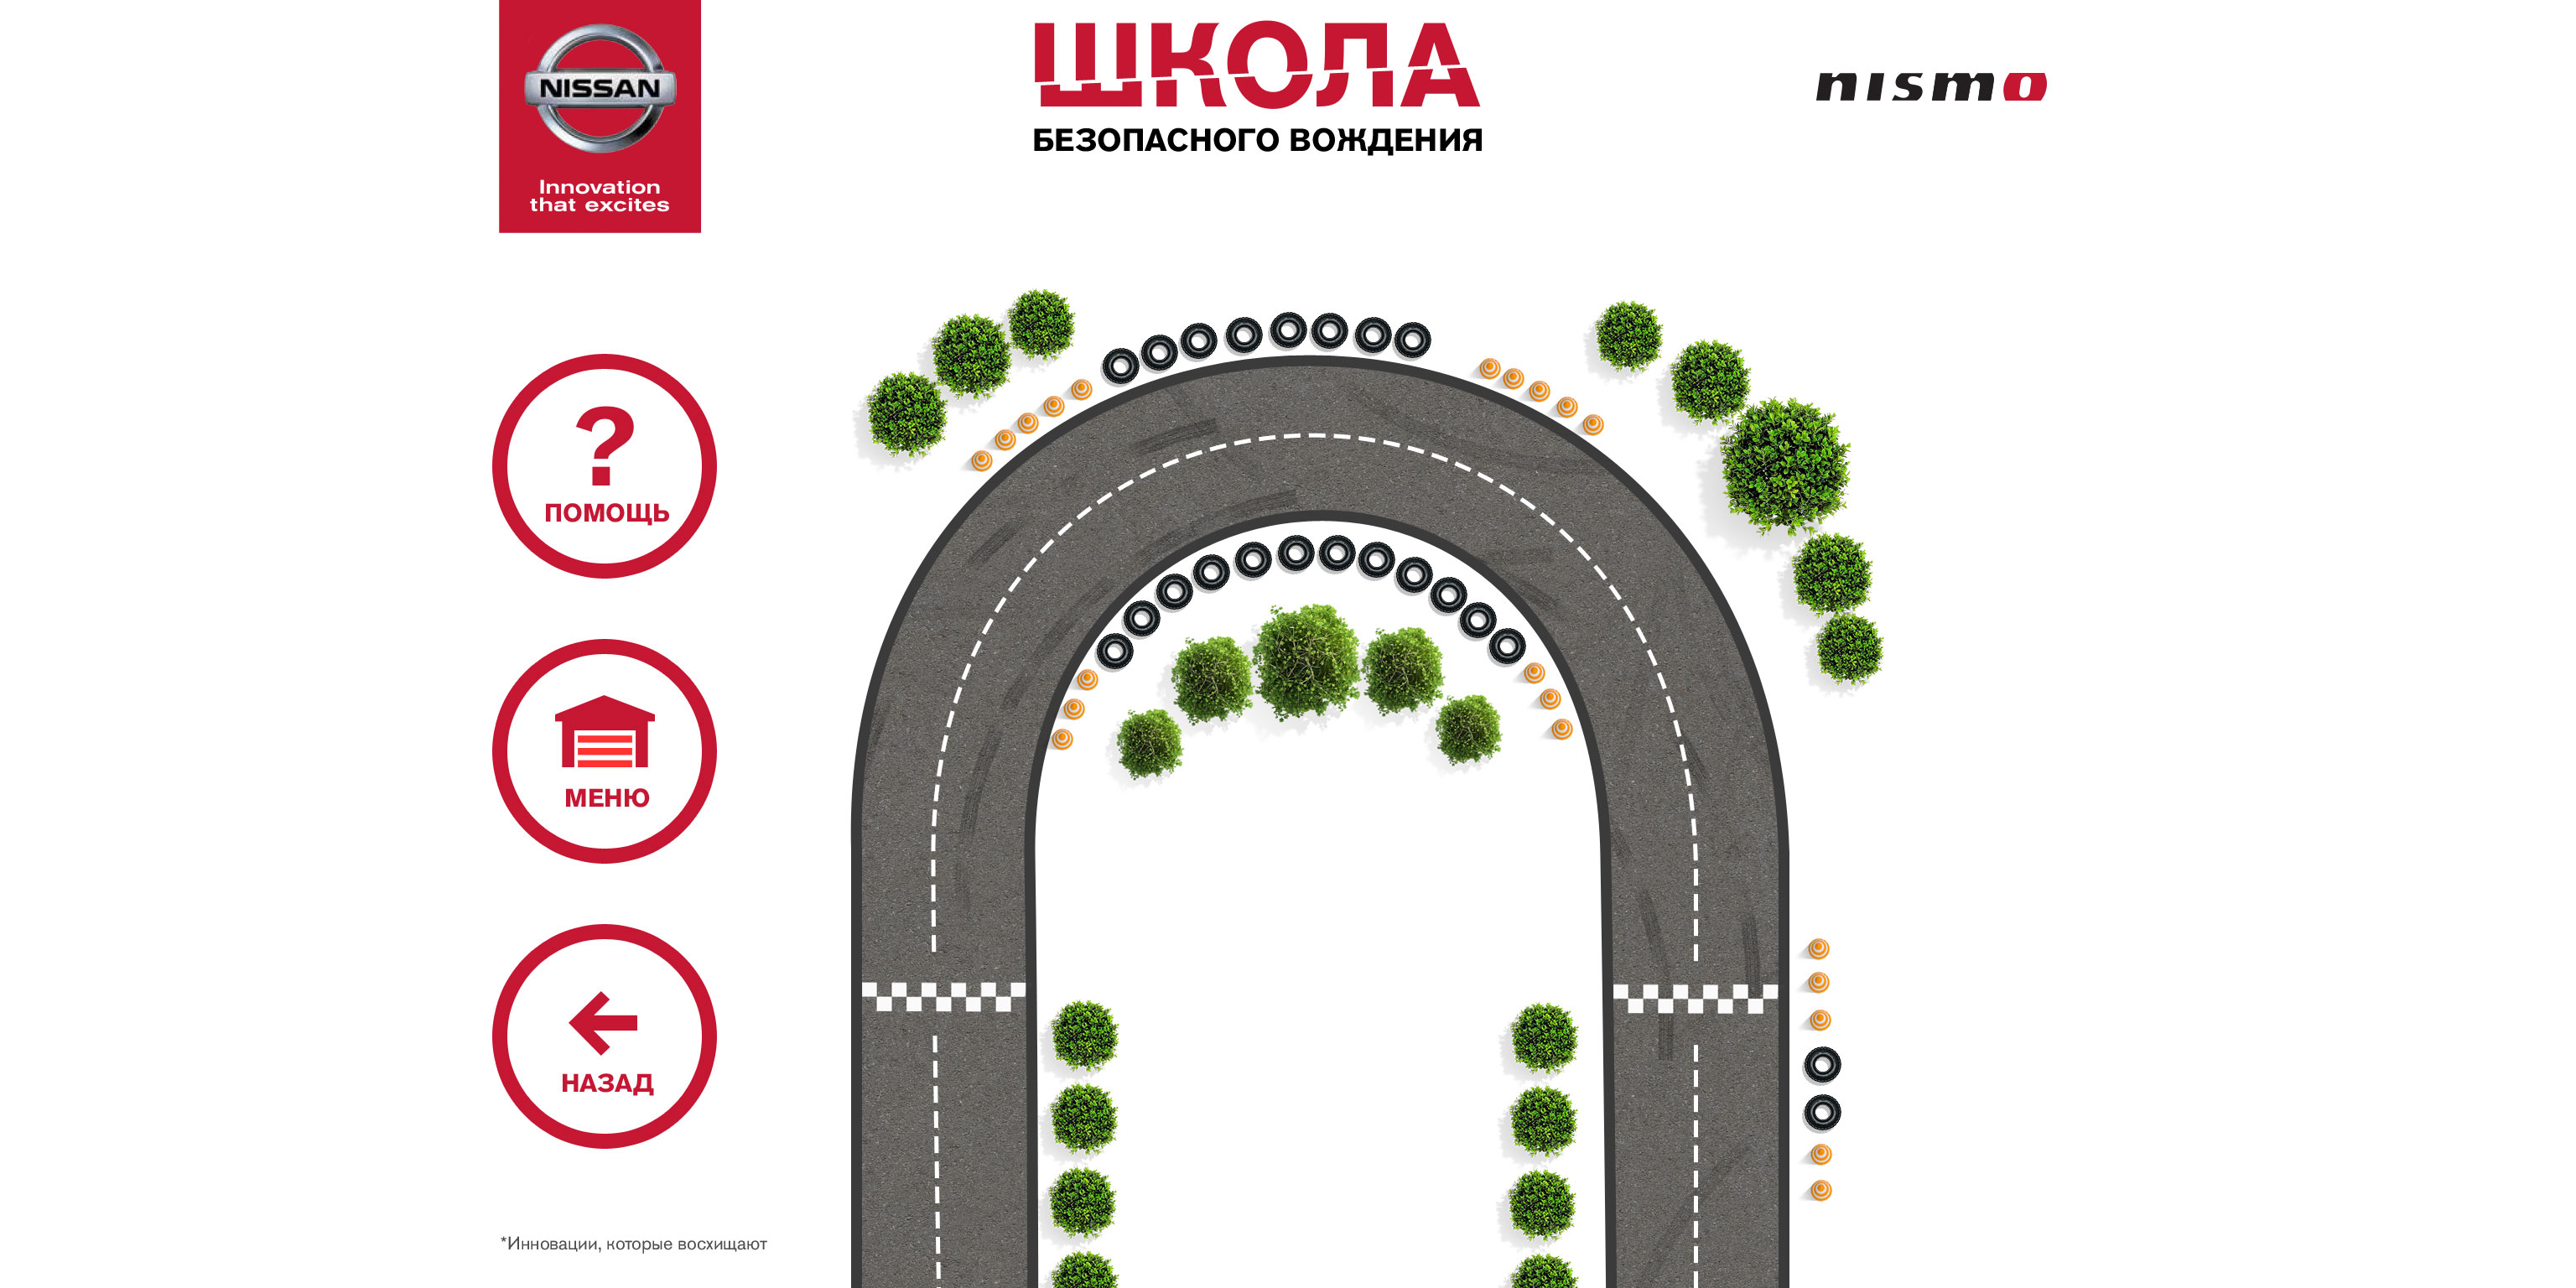 NISSAN
Innovation
that excites
ШКОЛА
БЕЗОПАСНОГО ВОЖДЕНИЯ
nismo
?
ПОМОЩЬ
МЕНЮ
НАЗАД
*Инновации, которые восхищают